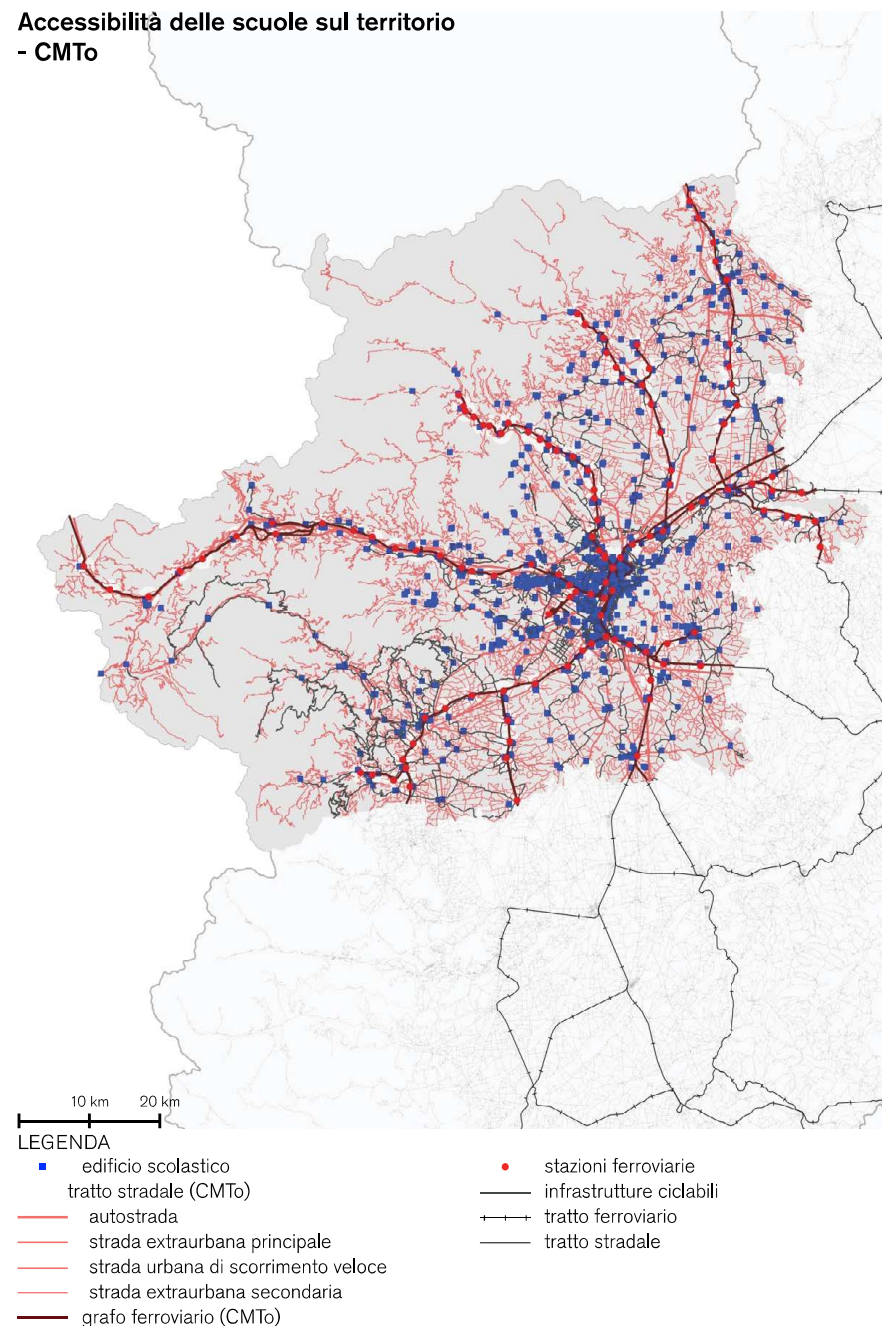 Accessibilità delle scuole sul territorio
- CMTo
10 km 20 km
LEGENDA
edificio scolastico
tratto stradale (CMTo)
autostrada
strada extraurbana principale
strada urbana di scorrimento veloce
strada extraurbana secondaria
grafo ferroviario (CMTo)
stazioni ferroviarie
infrastrutture ciclabili
tratto ferroviario
tratto stradale